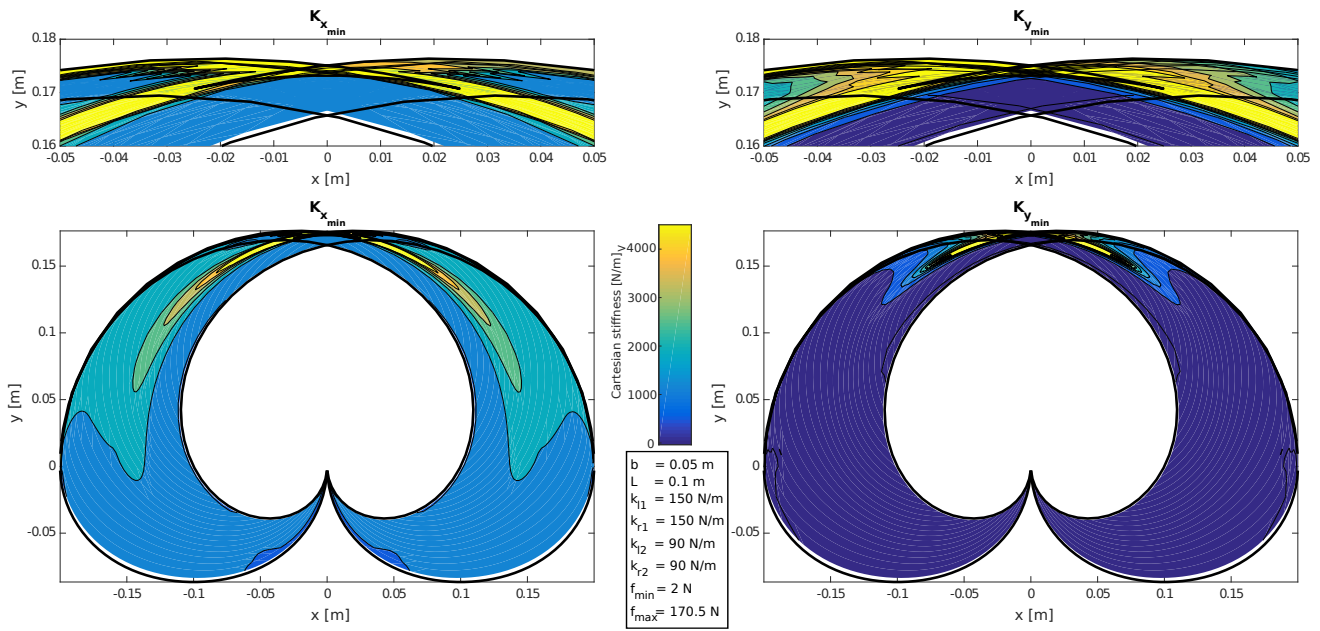 K_x_min
0.18
0.17
0.16
y [m]
-0.05 -0.04 -0.03 -0.02 -0.01 0 0.01 0.02 0.03 0.04 0.05
x [m]
K_y_min
0.18
0.17
0.16
y [m]
-0.05 -0.04 -0.03 -0.02 -0.01 0 0.01 0.02 0.03 0.04 0.05
x [m]
K_x_min
0.15
0.1
0.05
0
-0.05
y [m]
-0.15 -0.1 -0.05 0 0.05 0.1 0.15
x [m]
Cartesian stiffness [N/m]
>4000
3000
2000
1000
0
b = 0.05 m
L = 0.1 m
k_l1 = 150 N/m
k_r1 = 150 N/m
k_l2 = 90 N/m
k_r2 = 90 N/m
f_min = 2 N
f_max = 170.5 N
K_y_min
0.15
0.1
0.05
0
-0.05
y [m]
-0.15 -0.1 -0.05 0 0.05 0.1 0.15
x [m]